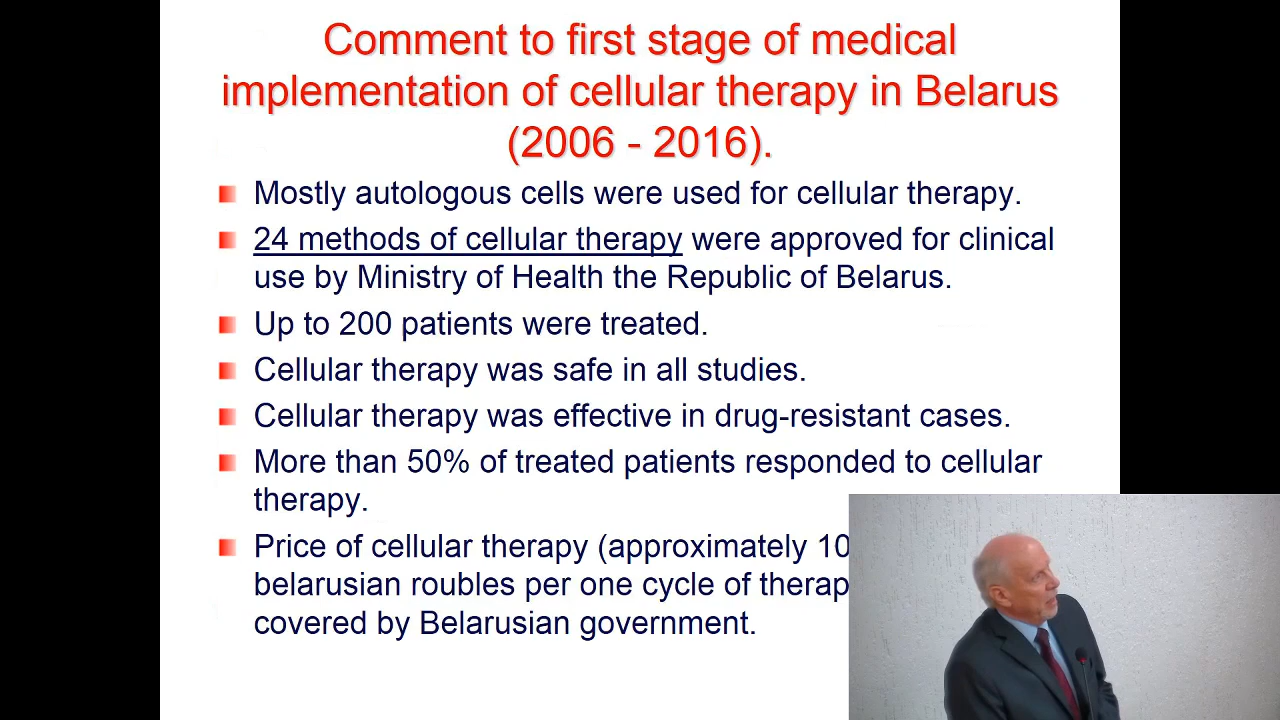 Comment to first stage of medical
implementation of cellular therapy in Belarus
(2006 - 2016).
Mostly autologous cells were used for cellular therapy.
24 methods of cellular therapy were approved for clinical
use by Ministry of Health the Republic of Belarus.
Up to 200 patients were treated.
Cellular therapy was safe in all studies.
Cellular therapy was effective in drug-resistant cases.
More than 50% of treated patients responded to cellular
therapy.
Price of cellular therapy (approximately
belarusian roubles per one cycle of
covered by Belarusian government.